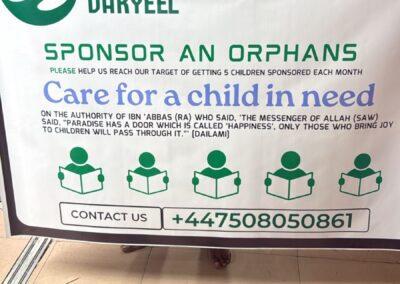 DARYEEL
SPONSOR AN ORPHANS
PLEASE HELP US REACH OUR TARGET OF GETTING 5 CHILDREN SPONSORED EACH MONTH
Care for a child in need
ON THE AUTHORITY OF IBN 'ABBAS (RA) WHO SAID, 'THE MESSENGER OF ALLAH (SAW)
SAID, "PARADISE HAS A DOOR WHICH IS CALLED 'HAPPINESS', ONLY THOSE WHO BRING JOY
TO CHILDREN WILL PASS THROUGH IT."' (DAILAMI)
CONTACT US
+447508050861